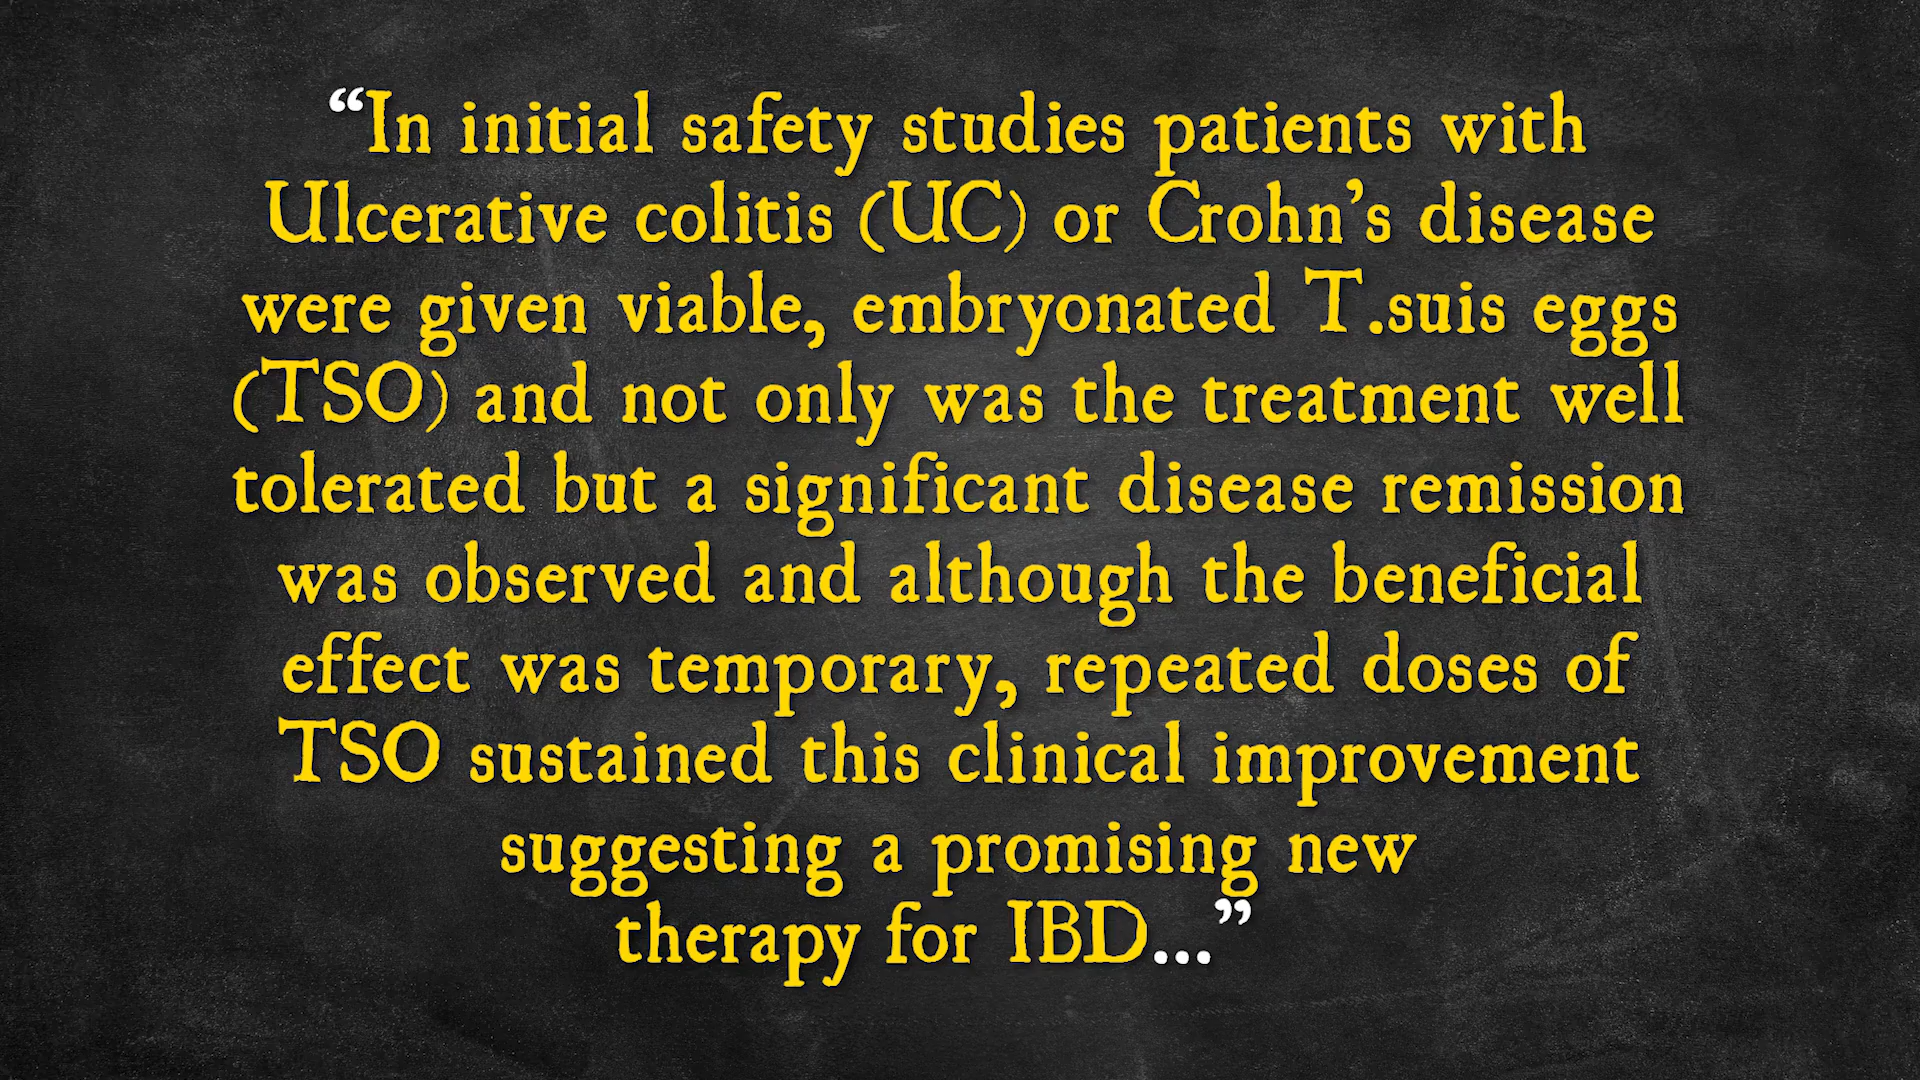 “In initial safety studies patients with
Ulcerative colitis (UC) or Crohn’s disease
were given viable, embryonated T.suis eggs
(TSO) and not only was the treatment well
tolerated but a significant disease remission
was observed and although the beneficial
effect was temporary, repeated doses of
TSO sustained this clinical improvement
suggesting a promising new
therapy for IBD...”